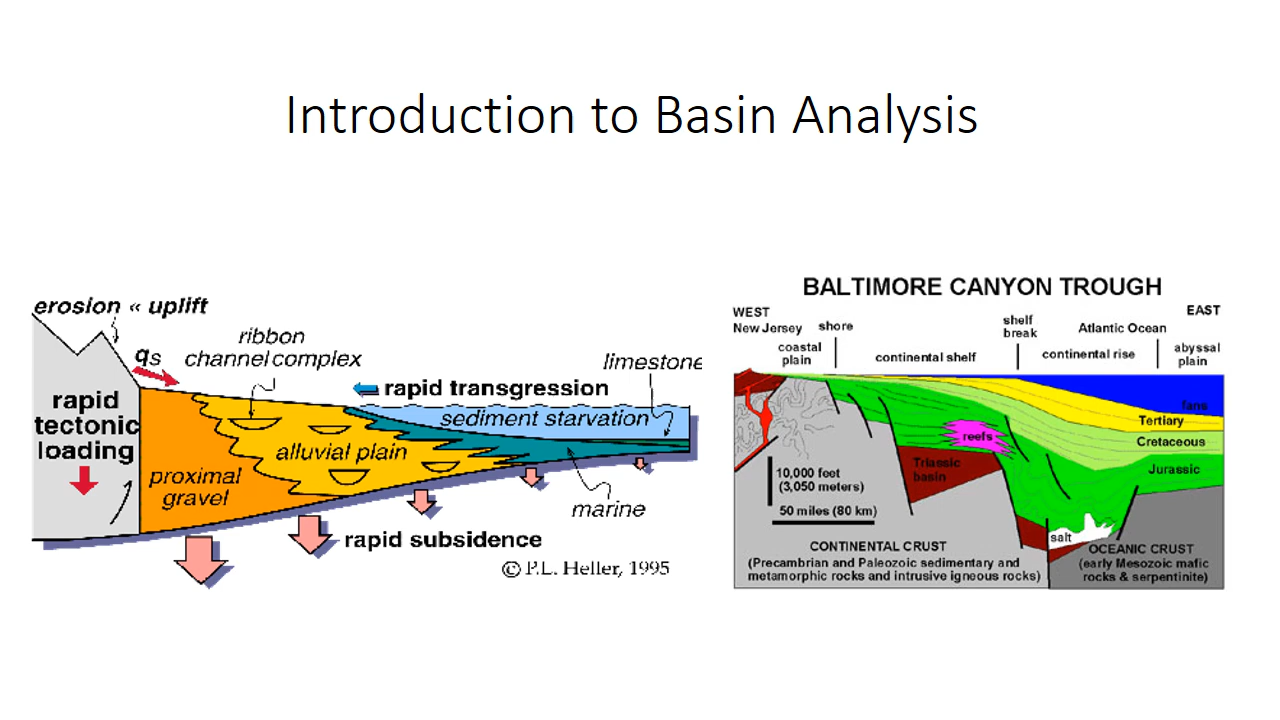 Introduction to Basin Analysis
erosion « uplift
qs
ribbon
channel complex
limestone
rapid transgression
sediment starvation
rapid
tectonic
loading
alluvial plain
proximal
gravel
marine
rapid subsidence
© P.L. Heller, 1995
BALTIMORE CANYON TROUGH
WEST
New Jersey
shore
shelf
break
EAST
Atlantic Ocean
coastal
plain
continental shelf
continental rise
abyssal
plain
fans
Tertiary
Cretaceous
reefs
Jurassic
Triassic
basin
10,000 feet
(3,050 meters)
50 miles (80 km)
salt
CONTINENTAL CRUST
(Precambrian and Paleozoic sedimentary and
metamorphic rocks and intrusive igneous rocks)
OCEANIC CRUST
(early Mesozoic mafic
rocks & serpentinite)